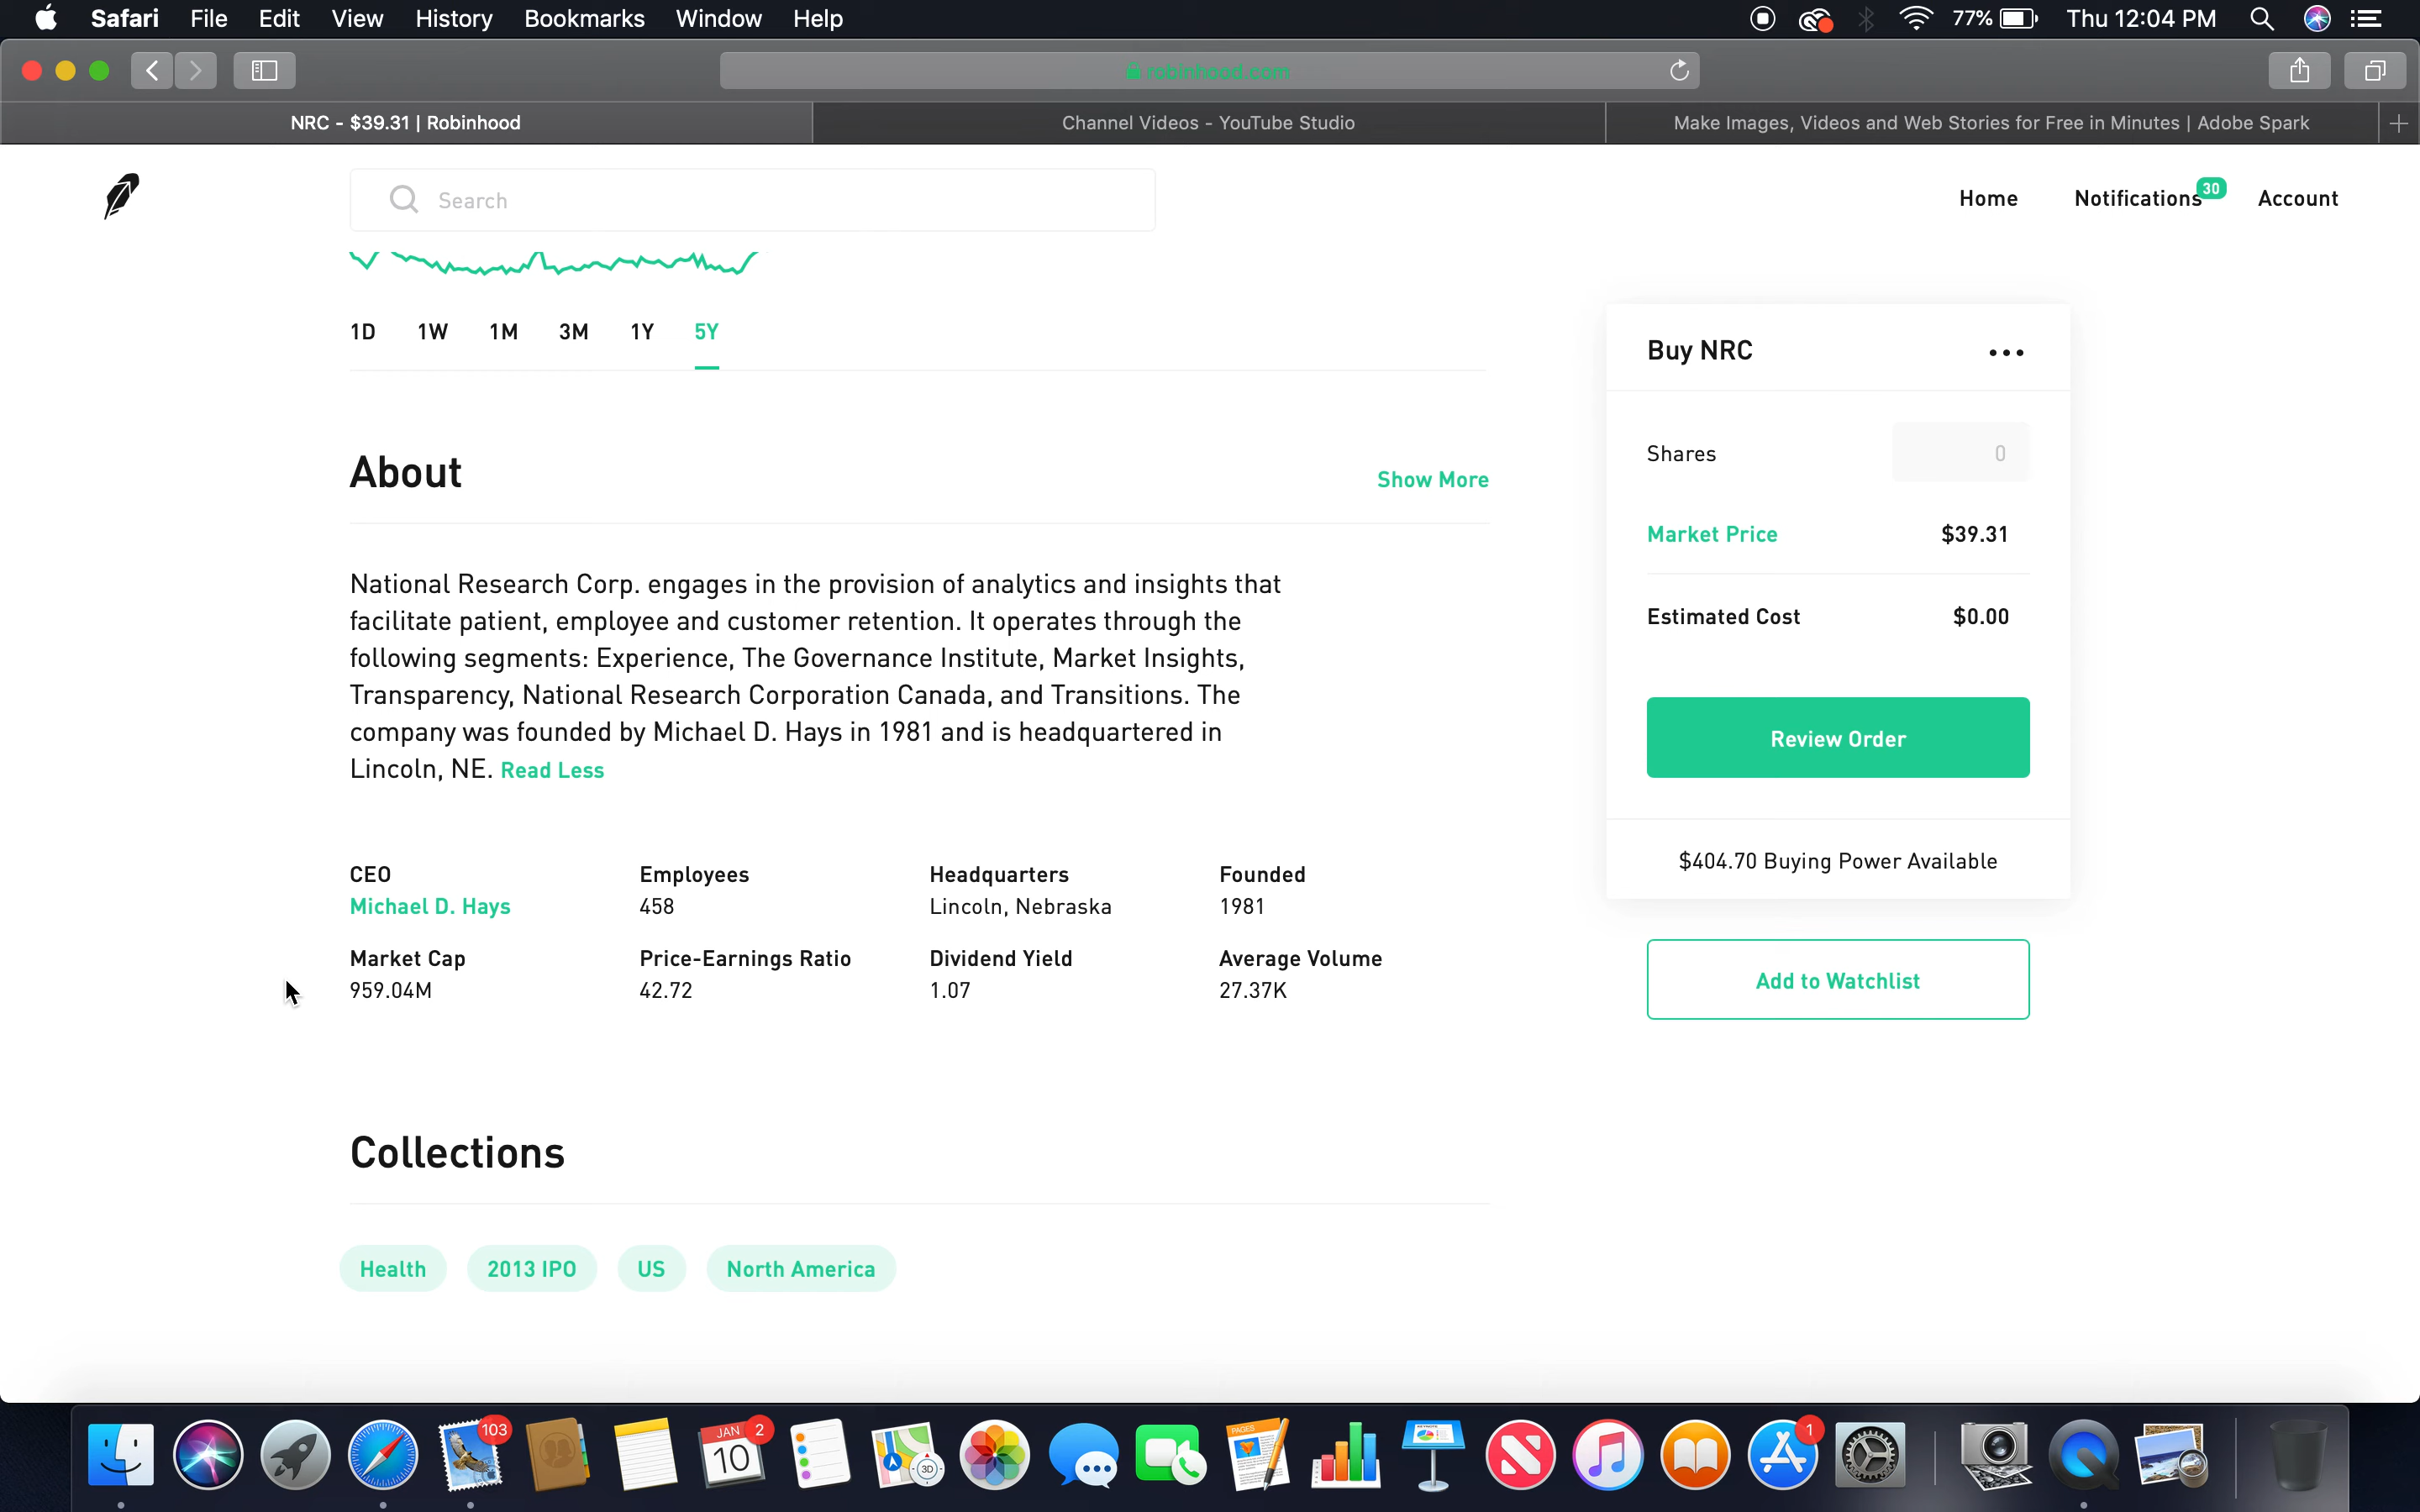 Safari File Edit View History Bookmarks Window Help 77% Thu 12:04 PM
robinhood.com
NRC - $39.31 | Robinhood
Channel Videos - YouTube Studio
Make Images, Videos and Web Stories for Free in Minutes | Adobe Spark
Search
Home Notifications 30 Account
1D 1W 1M 3M 1Y 5Y
About
Show More
National Research Corp. engages in the provision of analytics and insights that
facilitate patient, employee and customer retention. It operates through the
following segments: Experience, The Governance Institute, Market Insights,
Transparency, National Research Corporation Canada, and Transitions. The
company was founded by Michael D. Hays in 1981 and is headquartered in
Lincoln, NE. Read Less
CEO
Michael D. Hays
Employees
458
Headquarters
Lincoln, Nebraska
Founded
1981
Market Cap
959.04M
Price-Earnings Ratio
42.72
Dividend Yield
1.07
Average Volume
27.37K
Collections
Health 2013 IPO US North America
Buy NRC
Shares 0
Market Price $39.31
Estimated Cost $0.00
Review Order
$404.70 Buying Power Available
Add to Watchlist
103
JAN
10
2
3D
PAGES
1